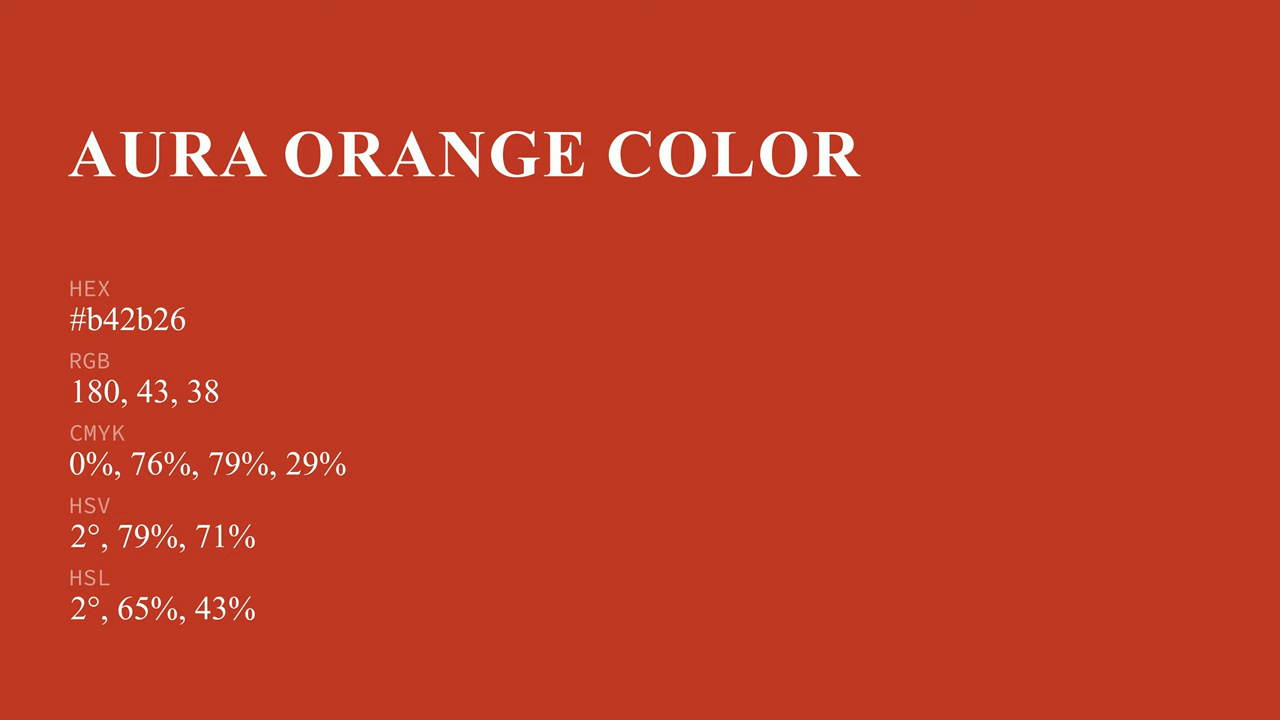 AURA ORANGE COLOR
HEX
#b42b26
RGB
180, 43, 38
CMYK
0%, 76%, 79%, 29%
HSV
2°, 79%, 71%
HSL
2°, 65%, 43%